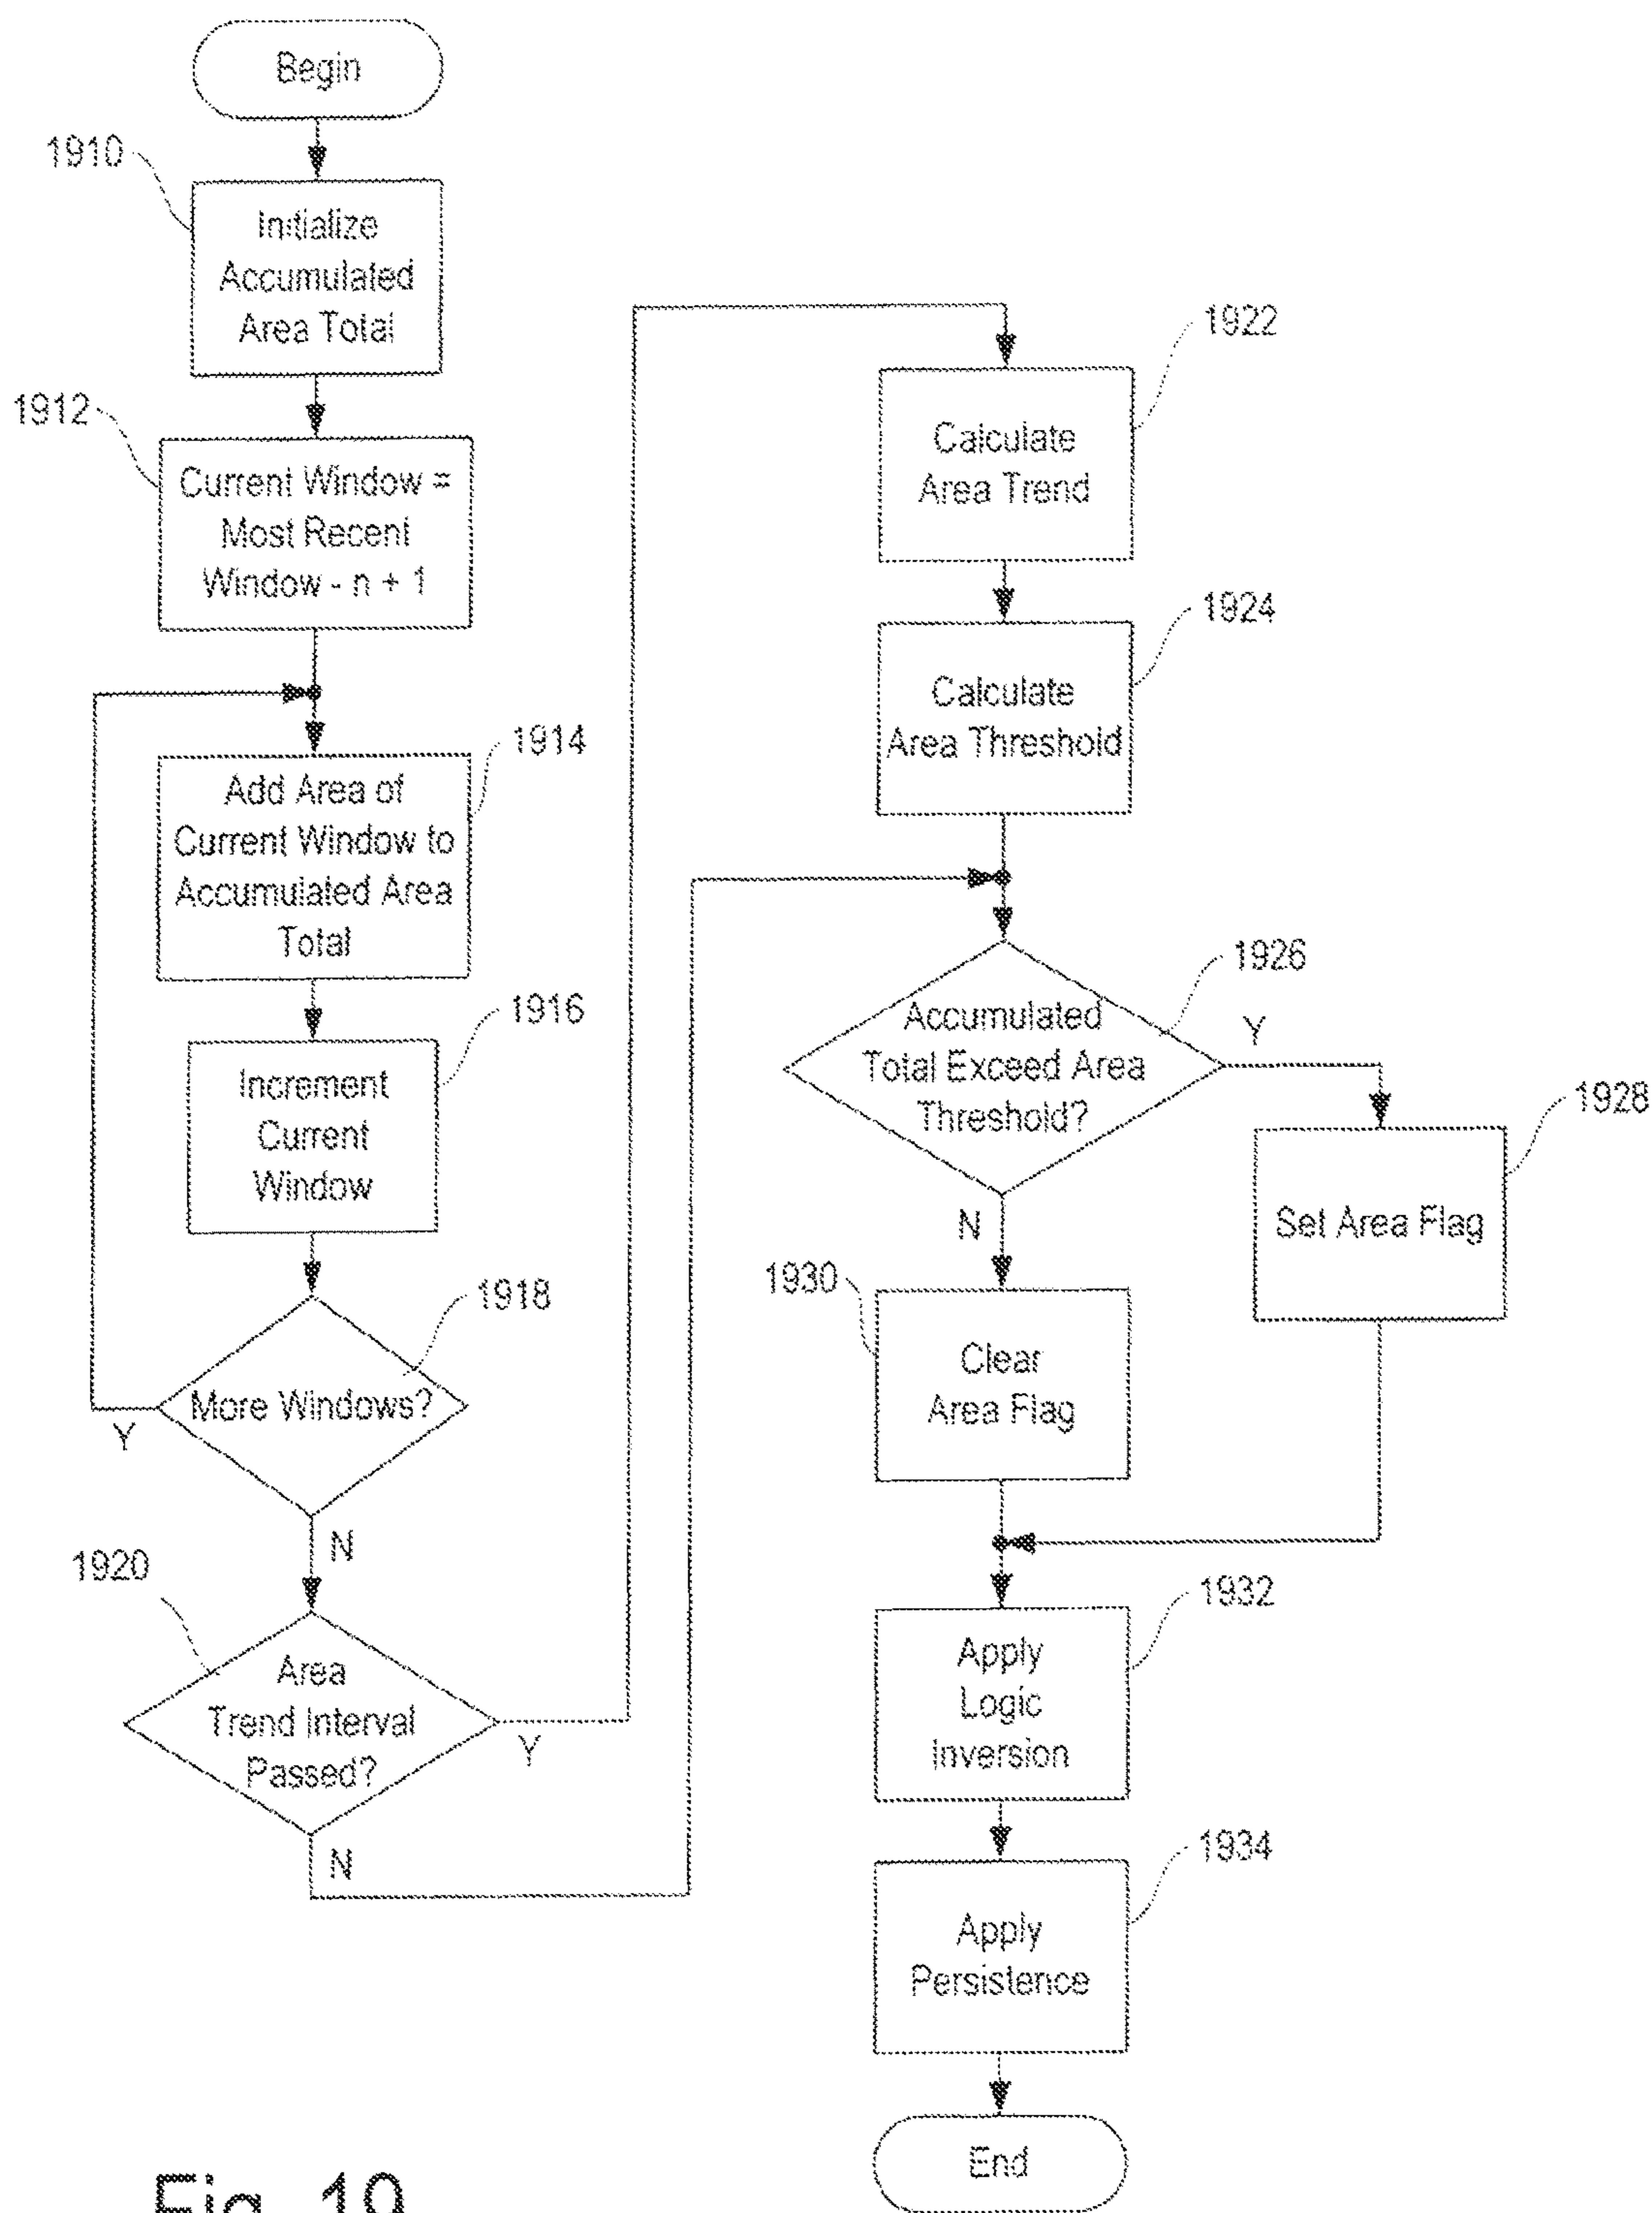 Begin
1910
Initialize
Accumulated
Area Total
1912
Current Window =
Most Recent
Window - n + 1
1914
Add Area of
Current Window to
Accumulated Area
Total
1916
Increment
Current
Window
1918
More Windows?
Y
N
1920
Area
Trend Interval
Passed?
Y
N
1922
Calculate
Area Trend
1924
Calculate
Area Threshold
1926
Accumulated
Total Exceed Area
Threshold?
Y
N
1928
Set Area Flag
1930
Clear
Area Flag
1932
Apply
Logic
Inversion
1934
Apply
Persistence
End
Fig. 19